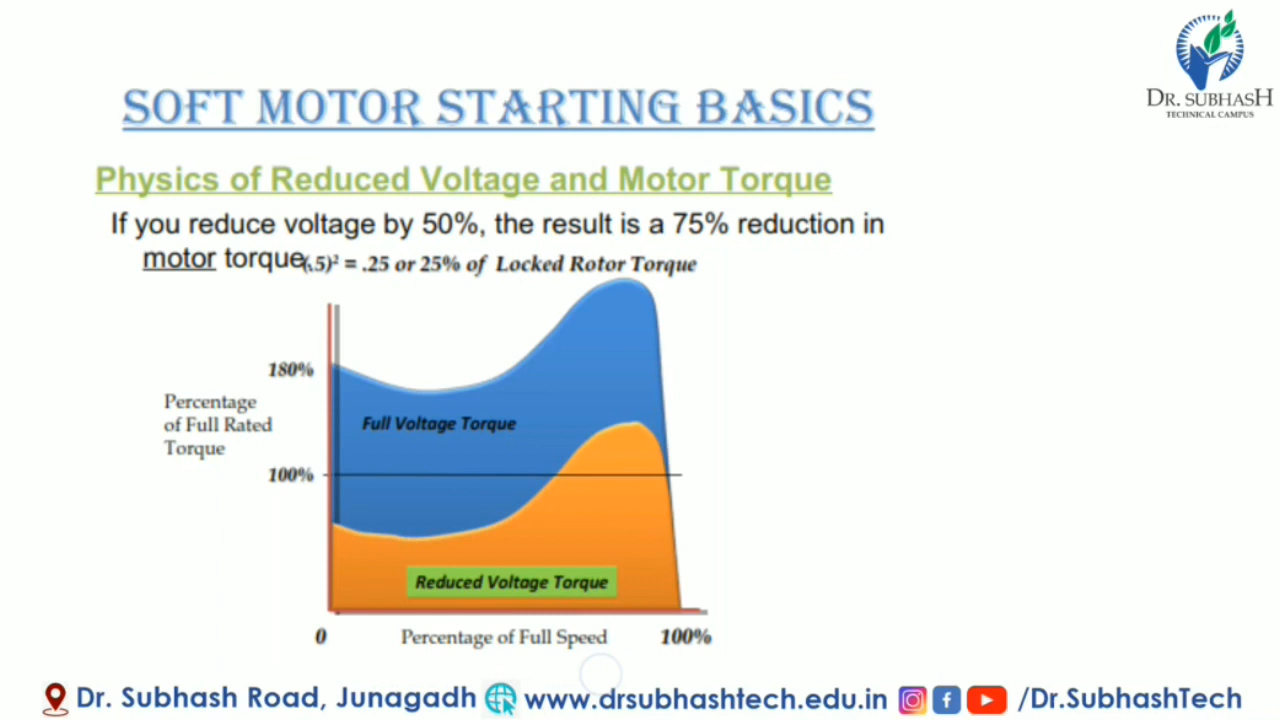 DR. SUBHASH
TECHNICAL CAMPUS
SOFT MOTOR STARTING BASICS
Physics of Reduced Voltage and Motor Torque
If you reduce voltage by 50%, the result is a 75% reduction in
motor torque.
(.5)² = .25 or 25% of Locked Rotor Torque
180%
Percentage
of Full Rated
Torque
Full Voltage Torque
100%
Reduced Voltage Torque
0 Percentage of Full Speed 100%
Dr. Subhash Road, Junagadh www.drsubhashtech.edu.in /Dr.SubhashTech